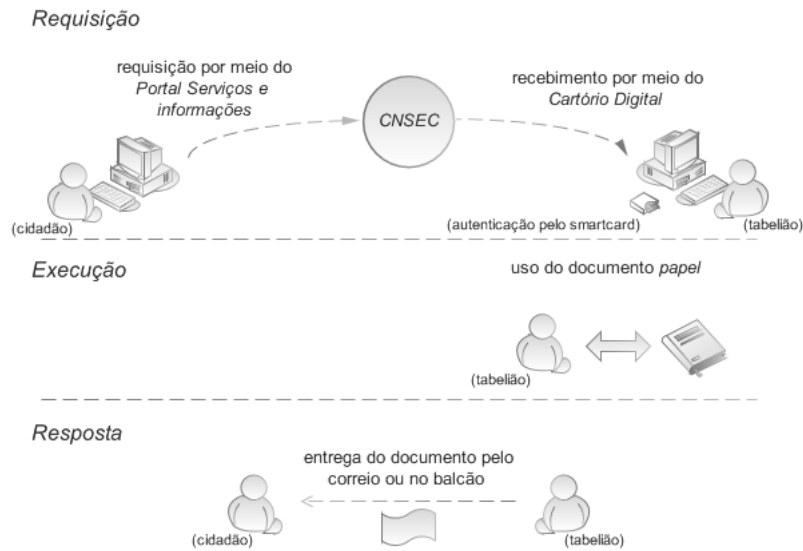 Requisição
requisição por meio do
Portal Serviços e
informações
CNSEC
recebimento por meio do
Cartório Digital
(cidadão)
(autenticação pelo smartcard)
(tabelião)
Execução
uso do documento papel
(tabelião)
Resposta
entrega do documento pelo
correio ou no balcão
(cidadão)
(tabelião)